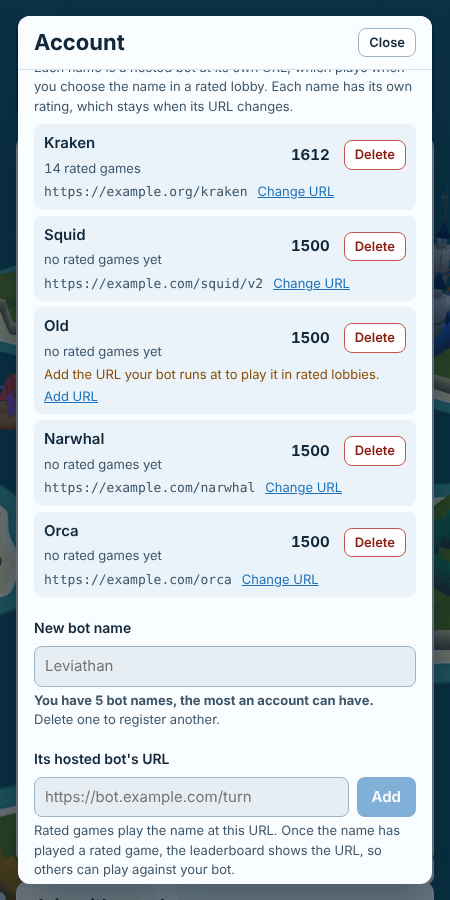 Account
Close
Each name is a hosted bot at its own URL, which plays when
you choose the name in a rated lobby. Each name has its own
rating, which stays when its URL changes.
Kraken
14 rated games
1612
Delete
https://example.org/kraken Change URL
Squid
no rated games yet
1500
Delete
https://example.com/squid/v2 Change URL
Old
no rated games yet
1500
Delete
Add the URL your bot runs at to play it in rated lobbies.
Add URL
Narwhal
no rated games yet
1500
Delete
https://example.com/narwhal Change URL
Orca
no rated games yet
1500
Delete
https://example.com/orca Change URL
New bot name
Leviathan
You have 5 bot names, the most an account can have.
Delete one to register another.
Its hosted bot's URL
https://bot.example.com/turn
Add
Rated games play the name at this URL. Once the name has
played a rated game, the leaderboard shows the URL, so
others can play against your bot.